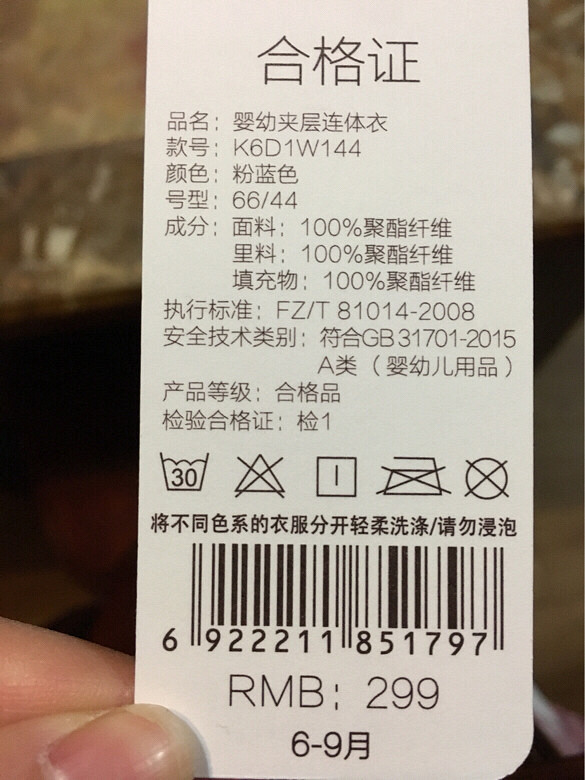 合格证
品名：婴幼夹层连体衣
款号：K6D1W144
颜色：粉蓝色
号型：66/44
成分：面料：100%聚酯纤维
里料：100%聚酯纤维
填充物：100%聚酯纤维
执行标准：FZ/T 81014-2008
安全技术类别：符合GB 31701-2015
A类（婴幼儿用品）
产品等级：合格品
检验合格证：检1
30
将不同色系的衣服分开轻柔洗涤/请勿浸泡
6 922211 851797
RMB：299
6-9月